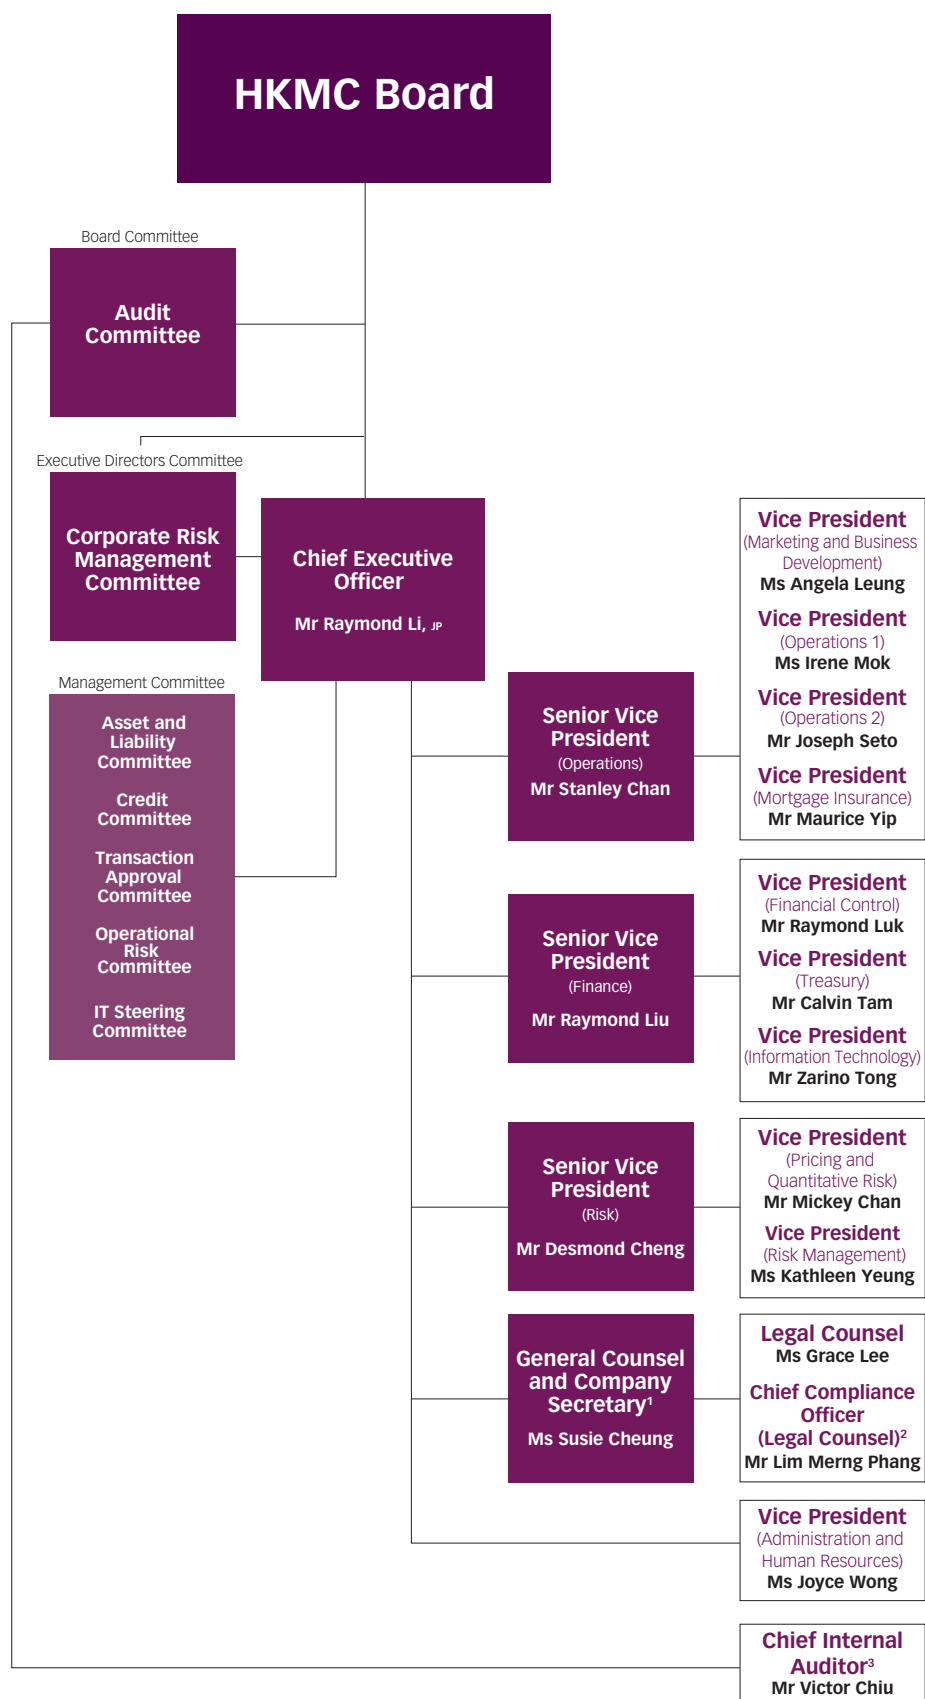 HKMC Board
Board Committee
Audit
Committee
Executive Directors Committee
Corporate Risk
Management
Committee
Chief Executive
Officer
Mr Raymond Li, JP
Management Committee
Asset and
Liability
Committee
Credit
Committee
Transaction
Approval
Committee
Operational
Risk
Committee
IT Steering
Committee
Senior Vice
President
(Operations)
Mr Stanley Chan
Vice President
(Marketing and Business
Development)
Ms Angela Leung
Vice President
(Operations 1)
Ms Irene Mok
Vice President
(Operations 2)
Mr Joseph Seto
Vice President
(Mortgage Insurance)
Mr Maurice Yip
Senior Vice
President
(Finance)
Mr Raymond Liu
Vice President
(Financial Control)
Mr Raymond Luk
Vice President
(Treasury)
Mr Calvin Tam
Vice President
(Information Technology)
Mr Zarino Tong
Senior Vice
President
(Risk)
Mr Desmond Cheng
Vice President
(Pricing and
Quantitative Risk)
Mr Mickey Chan
Vice President
(Risk Management)
Ms Kathleen Yeung
General Counsel
and Company
Secretary¹
Ms Susie Cheung
Legal Counsel
Ms Grace Lee
Chief Compliance
Officer
(Legal Counsel)²
Mr Lim Merng Phang
Vice President
(Administration and
Human Resources)
Ms Joyce Wong
Chief Internal
Auditor³
Mr Victor Chiu